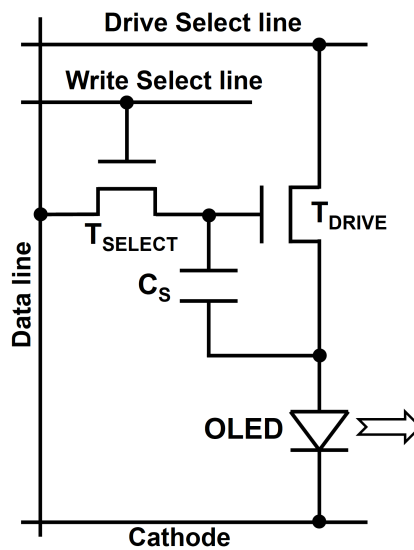 Drive Select line
Write Select line
TSELECT
TDRIVE
Data line
CS
OLED
Cathode